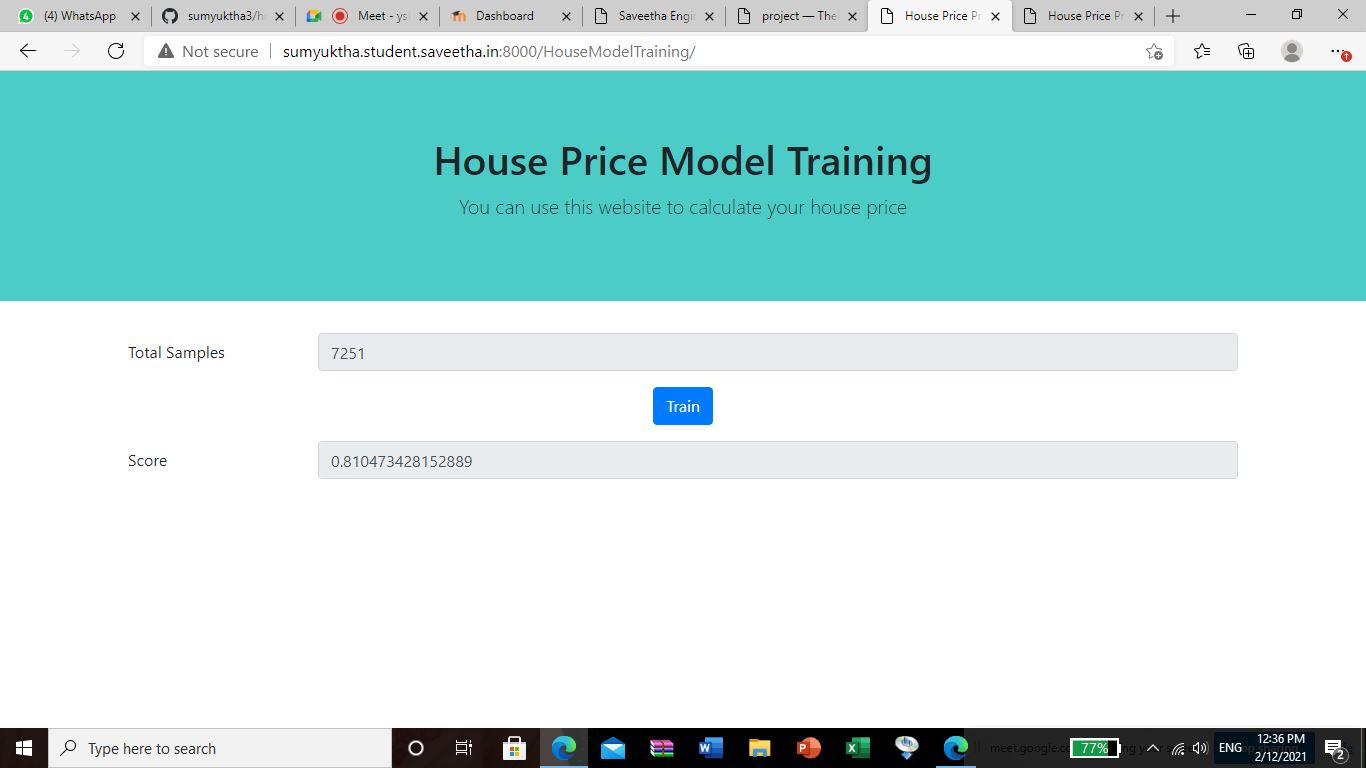 (4) WhatsApp
sumyuktha3/h
Meet - ys
Dashboard
Saveetha Engi
project — The
House Price P
House Price P
Not secure | sumyuktha.student.saveetha.in:8000/HouseModelTraining/
House Price Model Training
You can use this website to calculate your house price
Total Samples
7251
Train
Score
0.810473428152889
Type here to search
meet.google.co
77%
ENG
12:36 PM
2/12/2021
2